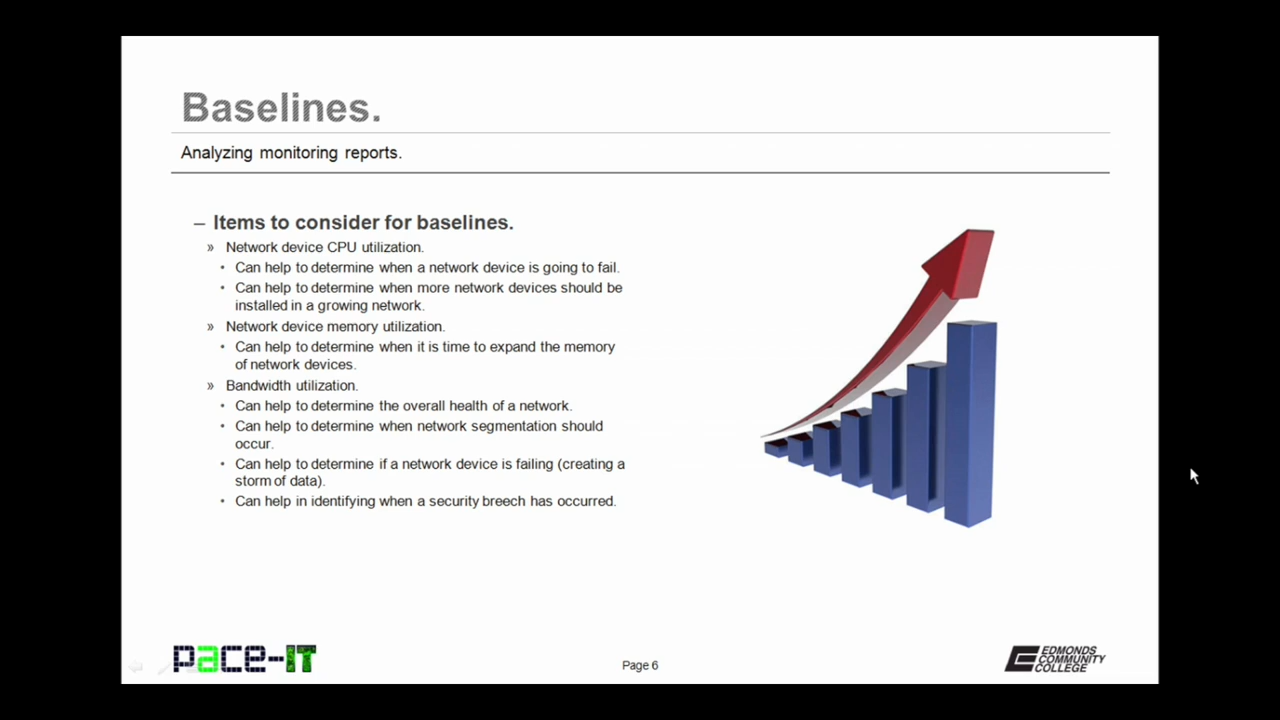 Baselines.
Analyzing monitoring reports.
– Items to consider for baselines.
» Network device CPU utilization.
• Can help to determine when a network device is going to fail.
• Can help to determine when more network devices should be
installed in a growing network.
» Network device memory utilization.
• Can help to determine when it is time to expand the memory
of network devices.
» Bandwidth utilization.
• Can help to determine the overall health of a network.
• Can help to determine when network segmentation should
occur.
• Can help to determine if a network device is failing (creating a
storm of data).
• Can help in identifying when a security breech has occurred.
pace-IT
Page 6
EDMONDS
COMMUNITY
COLLEGE